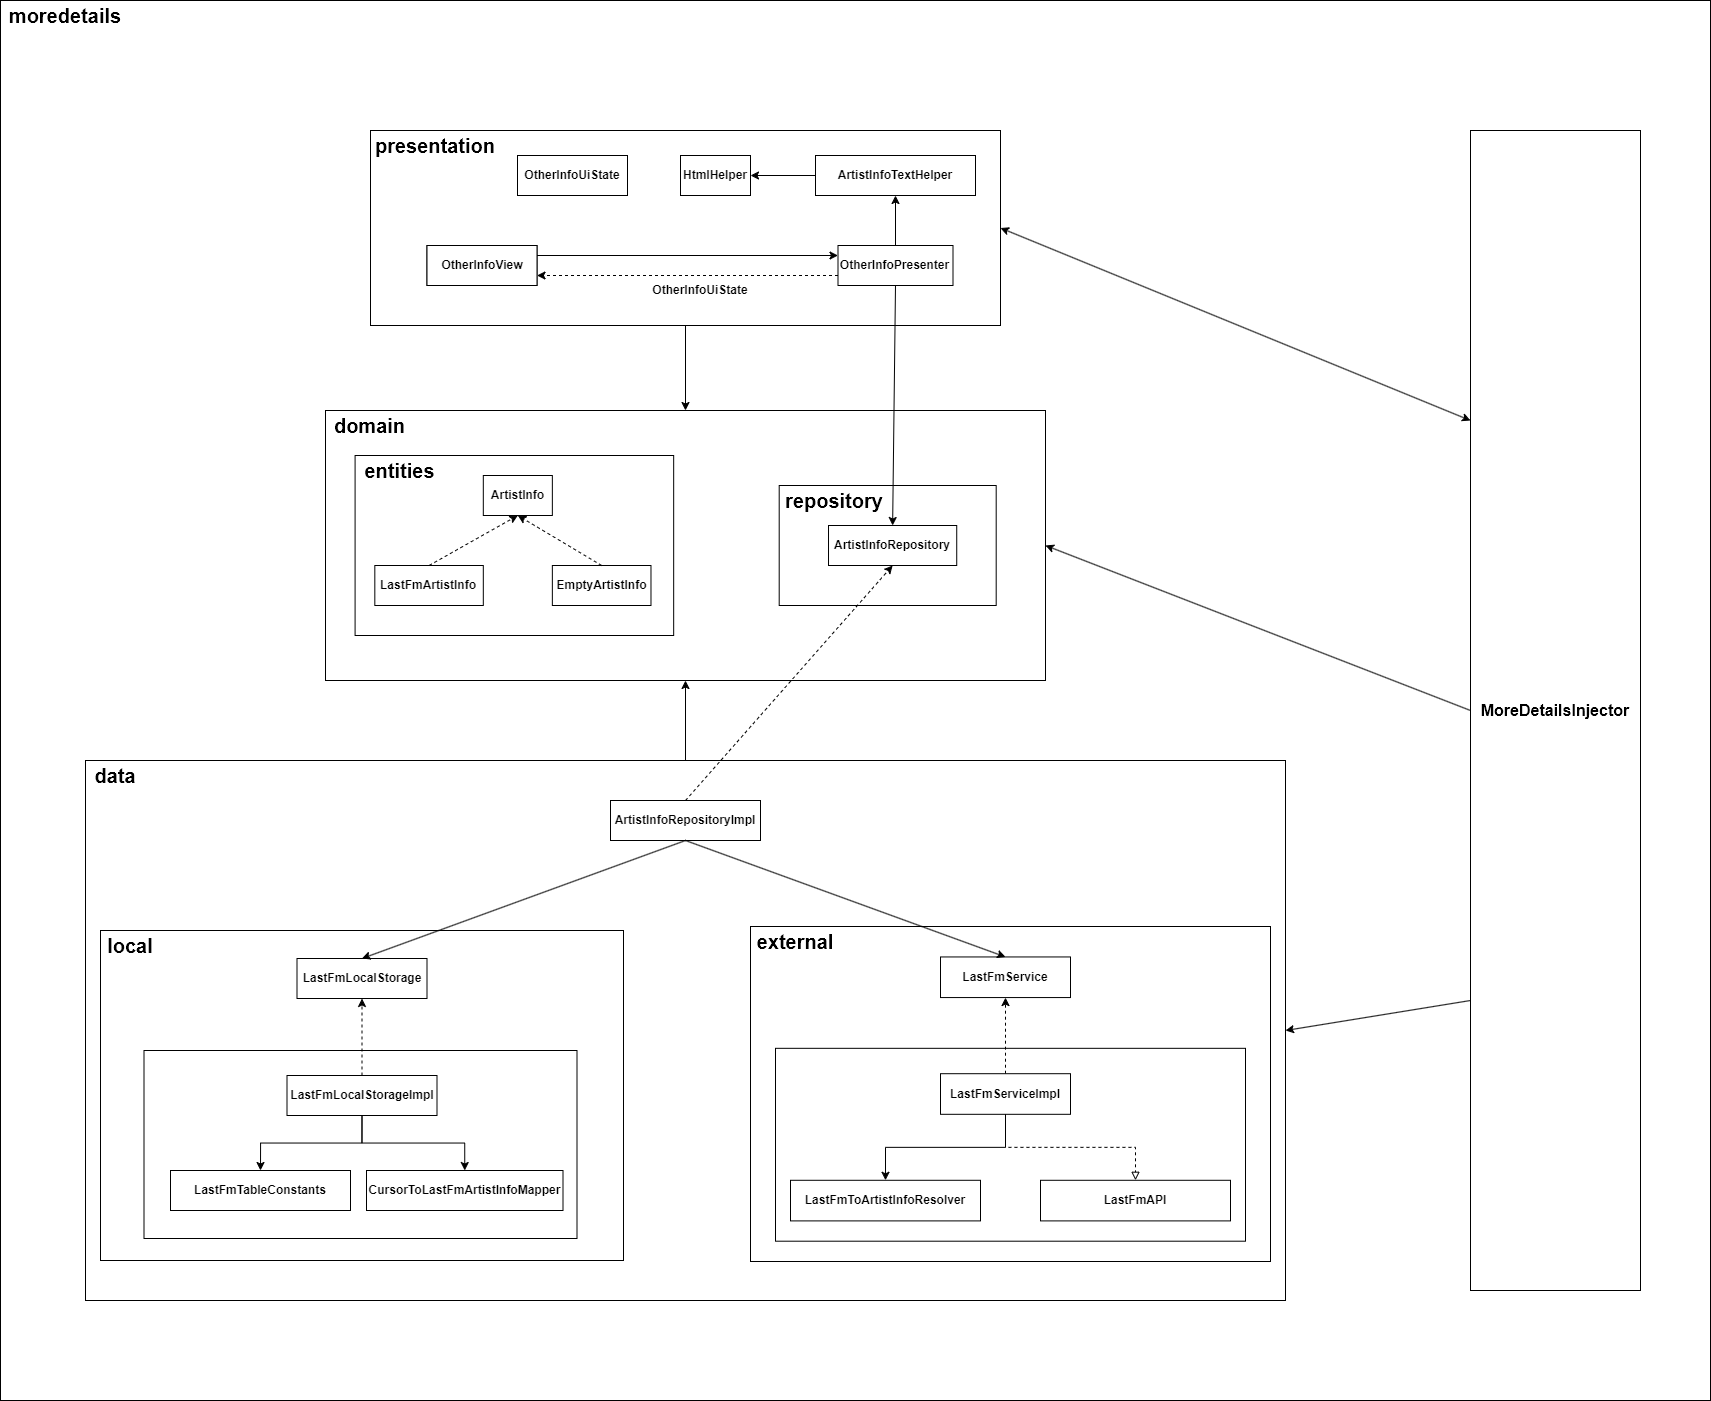 moredetails
presentation
OtherInfoUiState
HtmlHelper
ArtistInfoTextHelper
OtherInfoView
OtherInfoPresenter
OtherInfoUiState
domain
entities
ArtistInfo
LastFmArtistInfo
EmptyArtistInfo
repository
ArtistInfoRepository
MoreDetailsInjector
data
ArtistInfoRepositoryImpl
local
LastFmLocalStorage
LastFmLocalStorageImpl
LastFmTableConstants
CursorToLastFmArtistInfoMapper
external
LastFmService
LastFmServiceImpl
LastFmToArtistInfoResolver
LastFmAPI